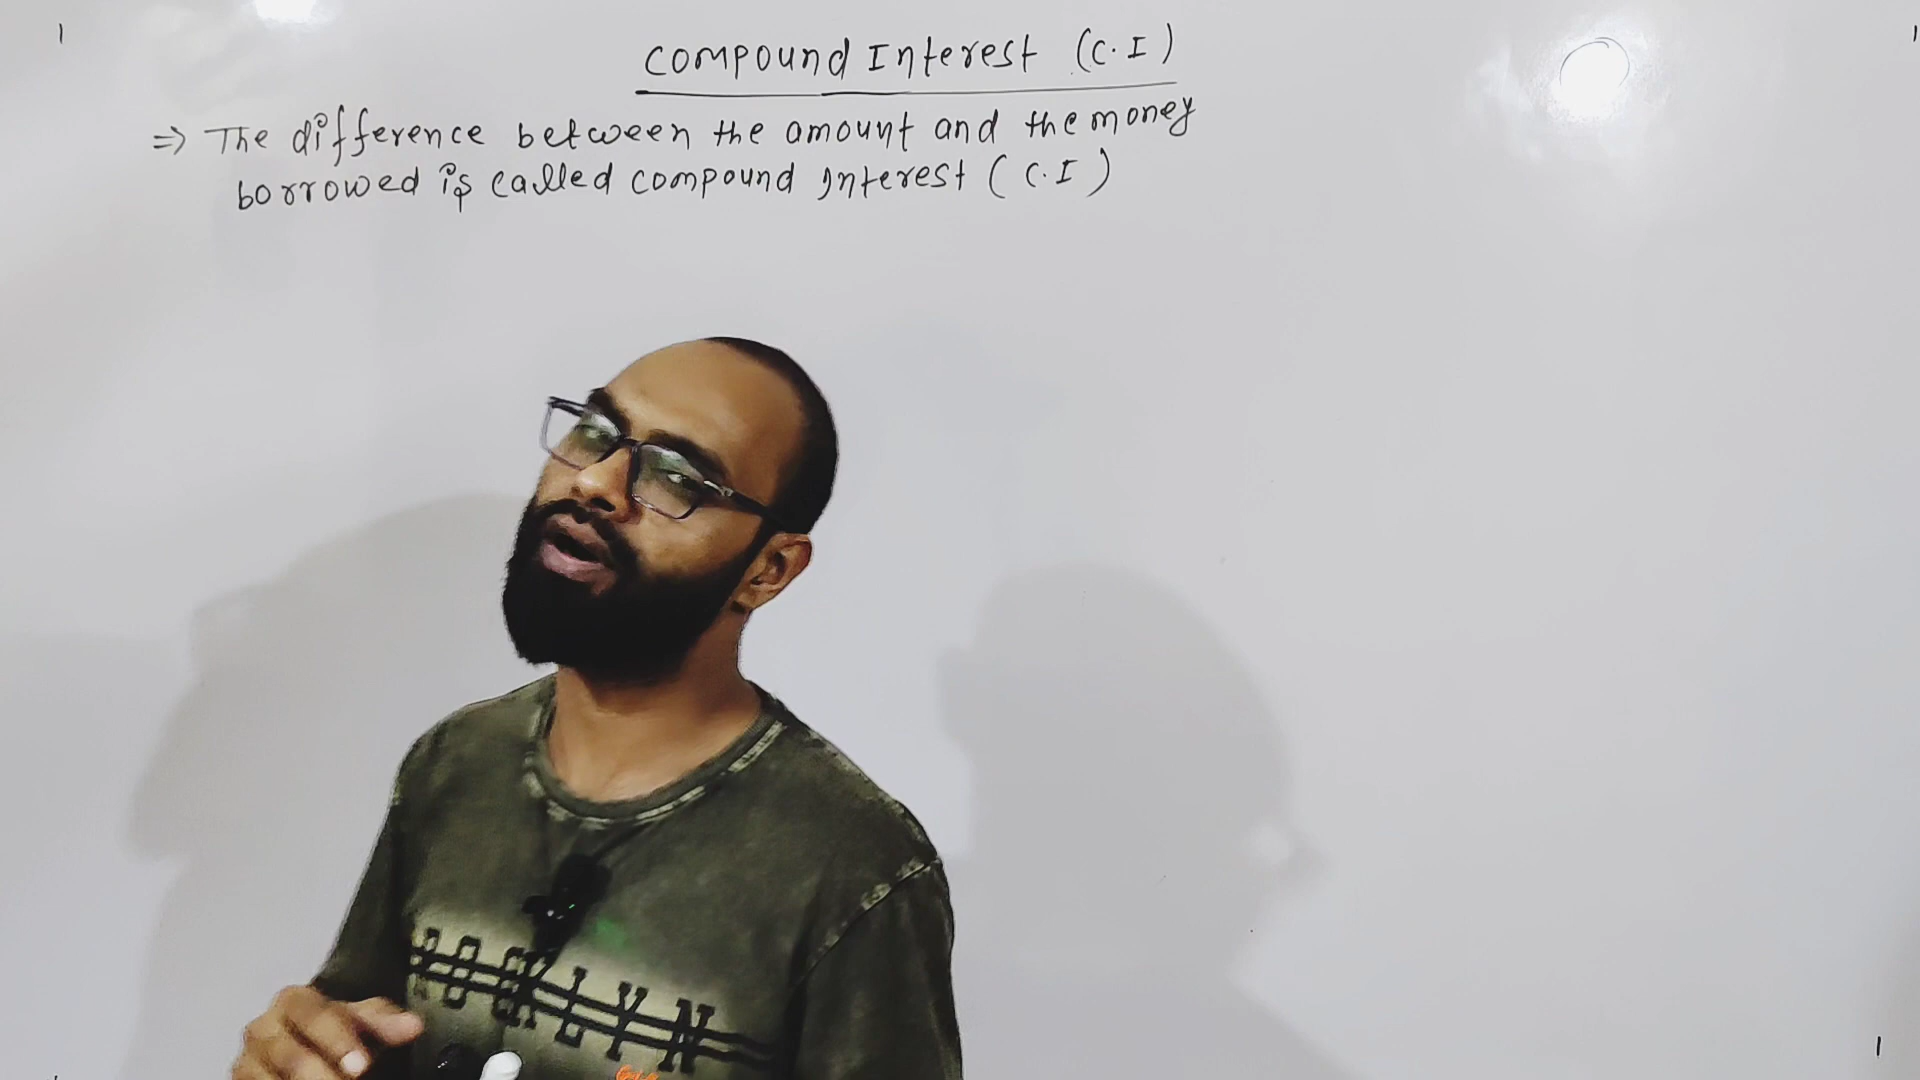 Compound Interest (C.I)
=> The difference between the amount and the money
borrowed is called compound Interest (C.I)